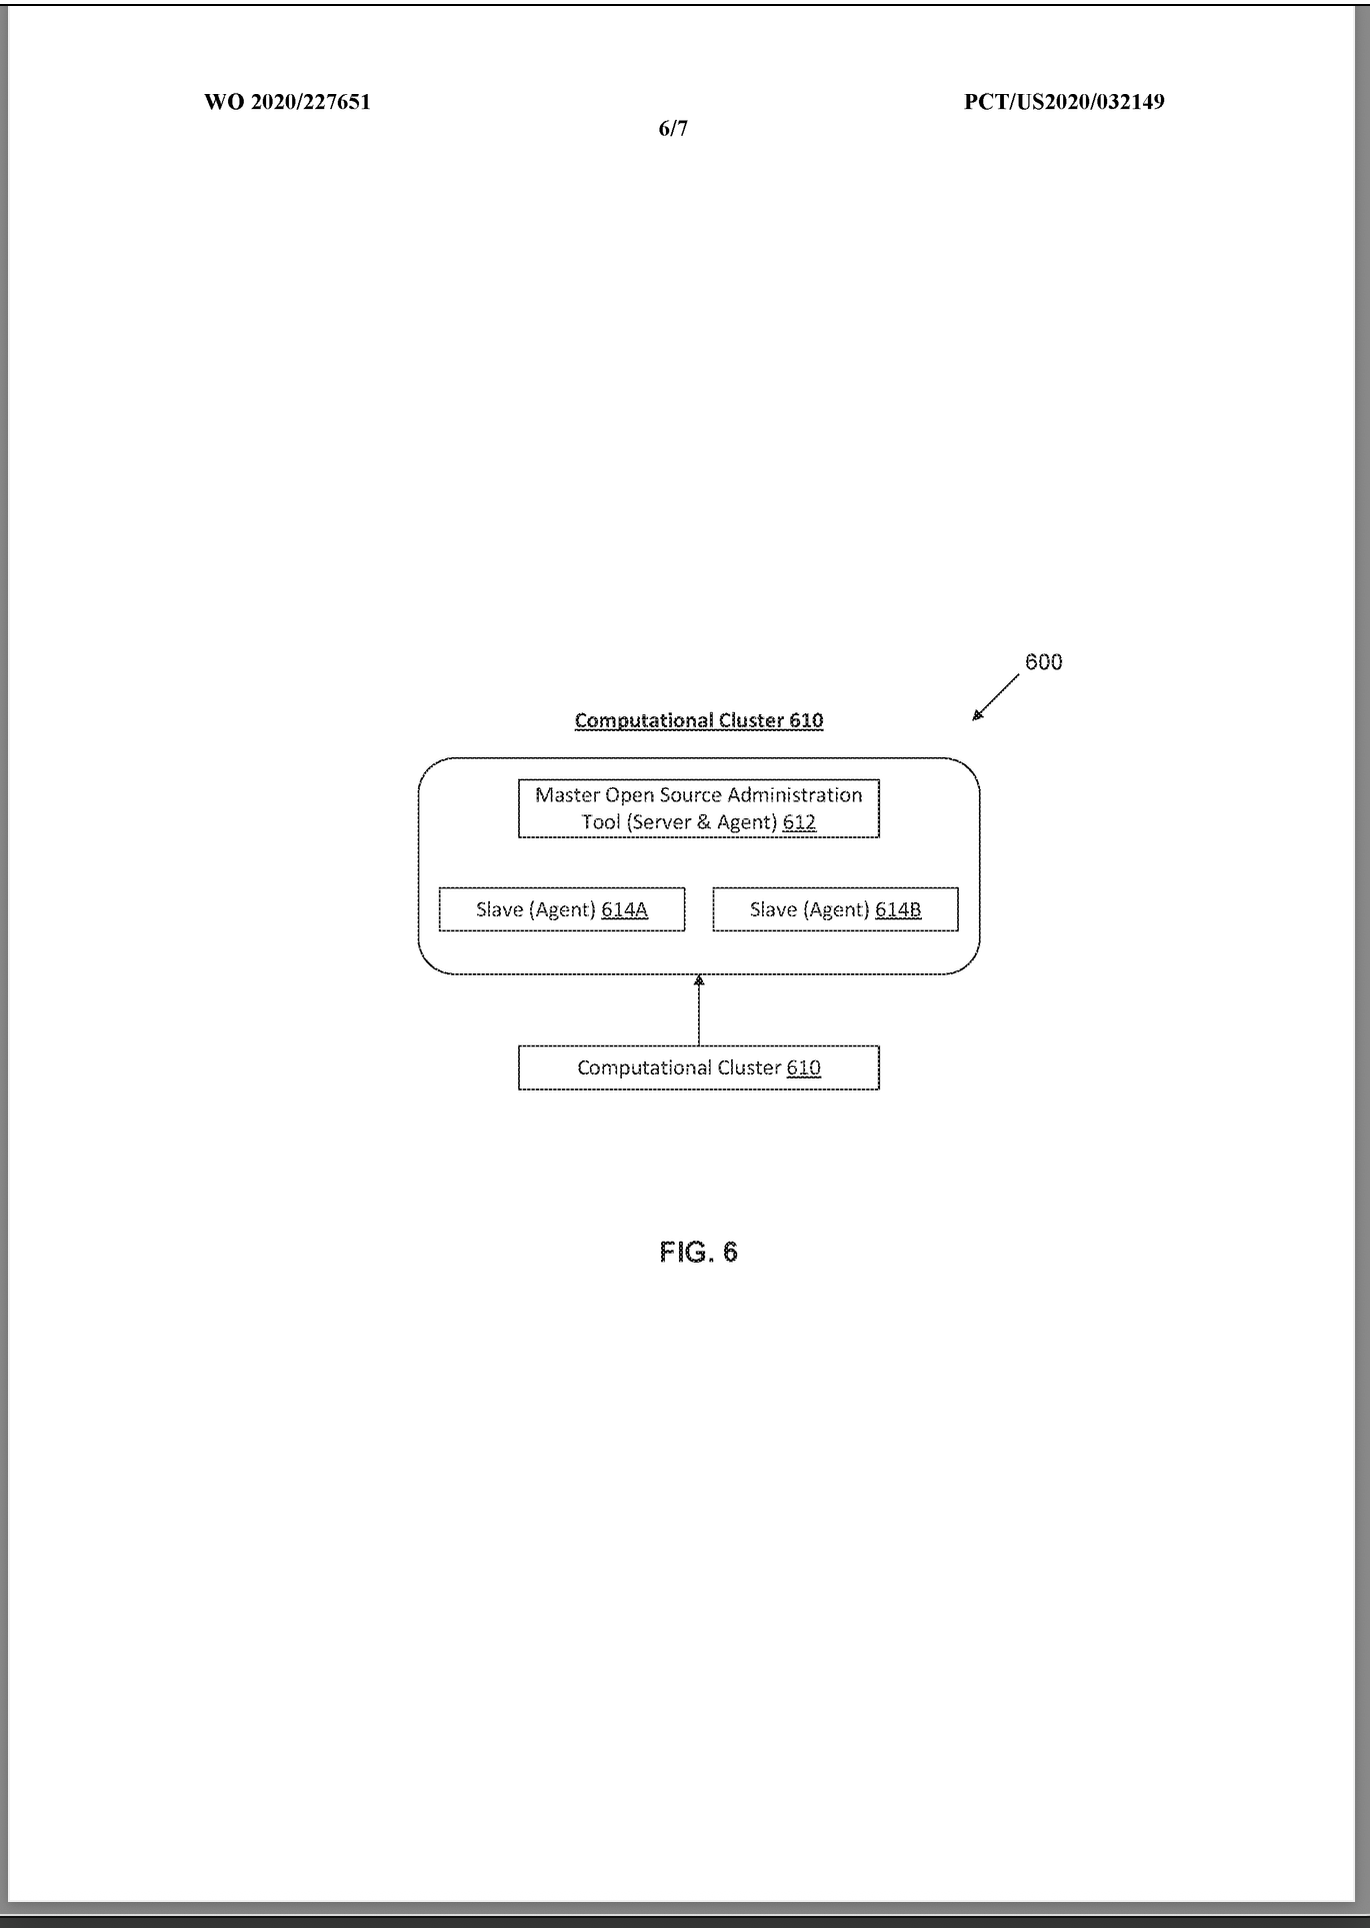 WO 2020/227651
PCT/US2020/032149
6/7
600
Computational Cluster 610
Master Open Source Administration
Tool (Server & Agent) 612
Slave (Agent) 614A
Slave (Agent) 614B
Computational Cluster 610
FIG. 6